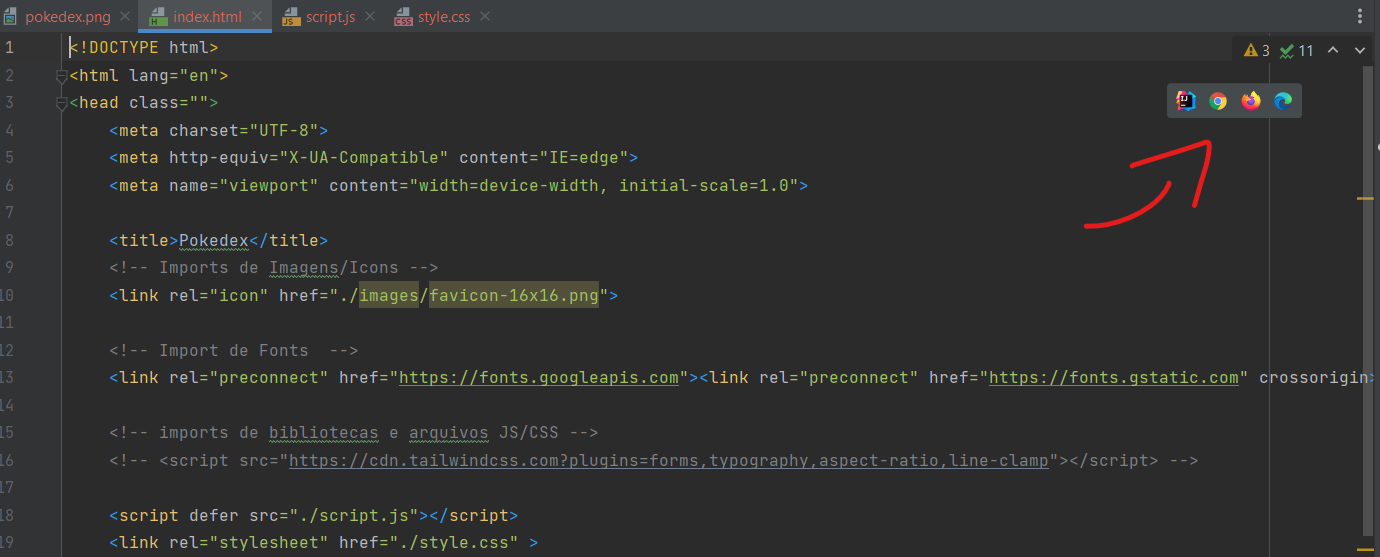 pokedex.png index.html script.js style.css
1 <!DOCTYPE html> 3 11
2 <html lang="en">
3 <head class="">
4 <meta charset="UTF-8">
5 <meta http-equiv="X-UA-Compatible" content="IE=edge">
6 <meta name="viewport" content="width=device-width, initial-scale=1.0">
7
8 <title>Pokedex</title>
9 <!-- Imports de Imagens/Icons -->
10 <link rel="icon" href="./images/favicon-16x16.png">
11
12 <!-- Import de Fonts  -->
13 <link rel="preconnect" href="https://fonts.googleapis.com"><link rel="preconnect" href="https://fonts.gstatic.com" crossorigin>
14
15 <!-- imports de bibliotecas e arquivos JS/CSS -->
16 <!-- <script src="https://cdn.tailwindcss.com?plugins=forms,typography,aspect-ratio,line-clamp"></script> -->
17
18 <script defer src="./script.js"></script>
19 <link rel="stylesheet" href="./style.css" >